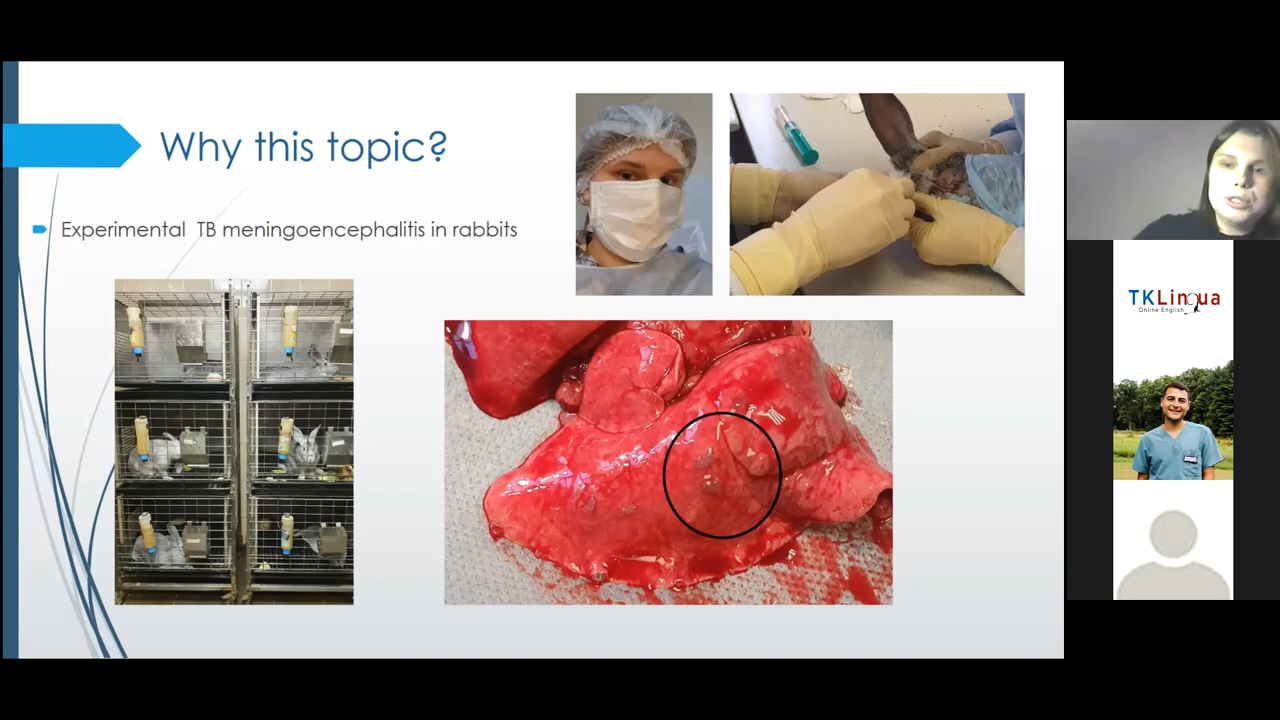 Why this topic?
Experimental TB meningoencephalitis in rabbits
TKLingua
Online English